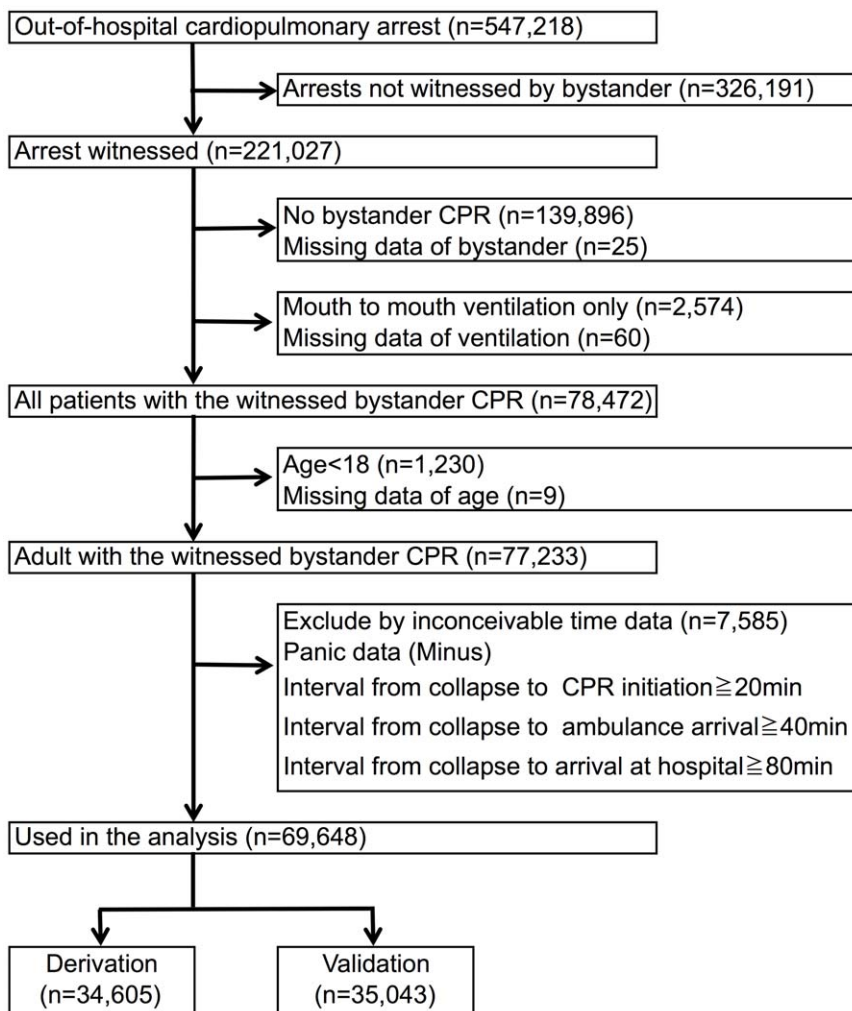 Out-of-hospital cardiopulmonary arrest (n=547,218)
Arrests not witnessed by bystander (n=326,191)
Arrest witnessed (n=221,027)
No bystander CPR (n=139,896)
Missing data of bystander (n=25)
Mouth to mouth ventilation only (n=2,574)
Missing data of ventilation (n=60)
All patients with the witnessed bystander CPR (n=78,472)
Age<18 (n=1,230)
Missing data of age (n=9)
Adult with the witnessed bystander CPR (n=77,233)
Exclude by inconceivable time data (n=7,585)
Panic data (Minus)
Interval from collapse to CPR initiation≧20min
Interval from collapse to ambulance arrival≧40min
Interval from collapse to arrival at hospital≧80min
Used in the analysis (n=69,648)
Derivation
(n=34,605)
Validation
(n=35,043)